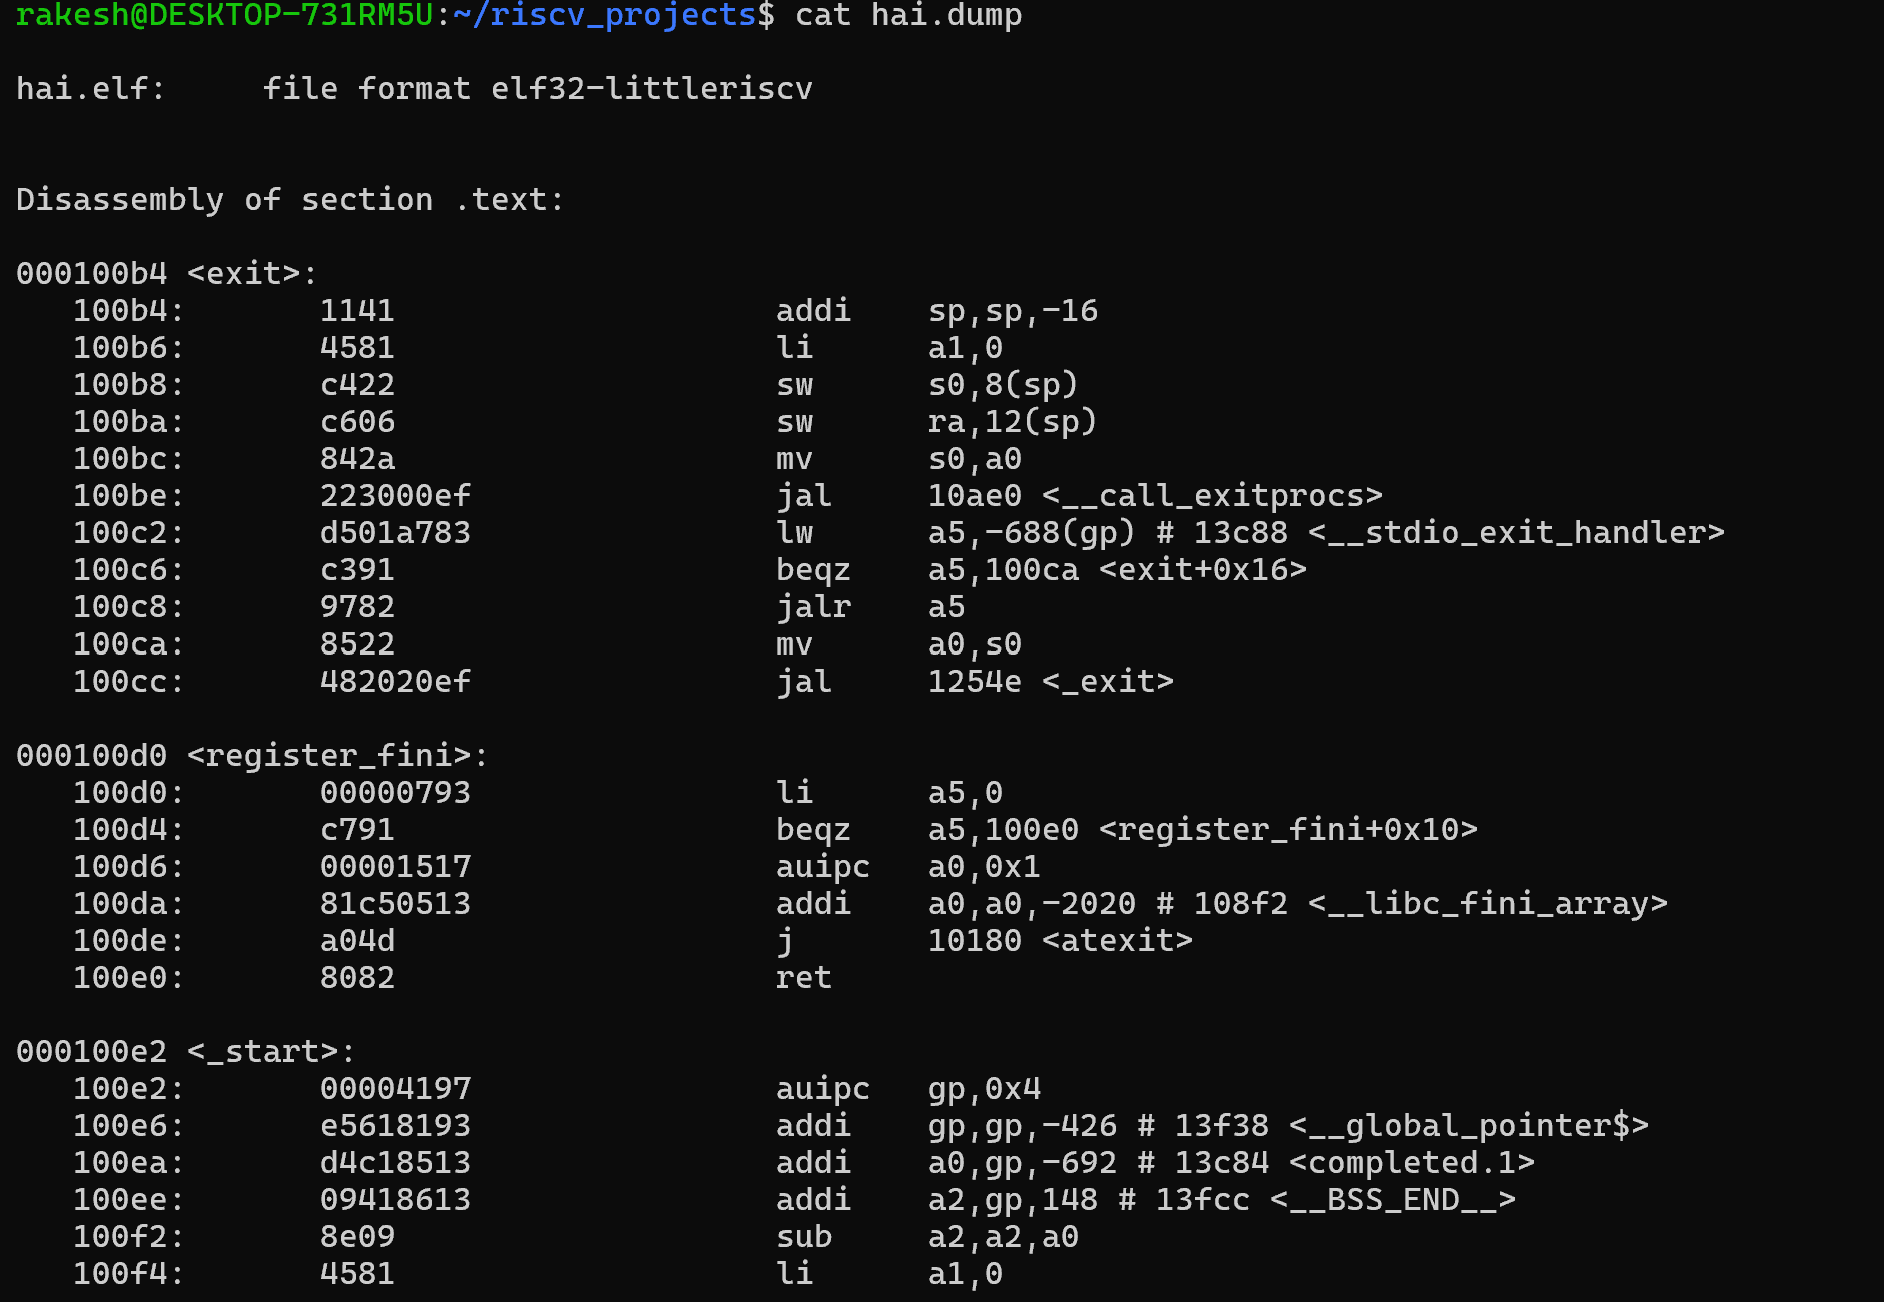 rakesh@DESKTOP-731RM5U:~/riscv_projects$ cat hai.dump
hai.elf:     file format elf32-littleriscv
Disassembly of section .text:
000100b4 <exit>:
   100b4:	1141                	addi	sp,sp,-16
   100b6:	4581                	li	a1,0
   100b8:	c422                	sw	s0,8(sp)
   100ba:	c606                	sw	ra,12(sp)
   100bc:	842a                	mv	s0,a0
   100be:	223000ef          	jal	10ae0 <__call_exitprocs>
   100c2:	d501a783          	lw	a5,-688(gp) # 13c88 <__stdio_exit_handler>
   100c6:	c391                	beqz	a5,100ca <exit+0x16>
   100c8:	9782                	jalr	a5
   100ca:	8522                	mv	a0,s0
   100cc:	482020ef          	jal	1254e <_exit>
000100d0 <register_fini>:
   100d0:	00000793          	li	a5,0
   100d4:	c791                	beqz	a5,100e0 <register_fini+0x10>
   100d6:	00001517          	auipc	a0,0x1
   100da:	81c50513          	addi	a0,a0,-2020 # 108f2 <__libc_fini_array>
   100de:	a04d                	j	10180 <atexit>
   100e0:	8082                	ret
000100e2 <_start>:
   100e2:	00004197          	auipc	gp,0x4
   100e6:	e5618193          	addi	gp,gp,-426 # 13f38 <__global_pointer$>
   100ea:	d4c18513          	addi	a0,gp,-692 # 13c84 <completed.1>
   100ee:	09418613          	addi	a2,gp,148 # 13fcc <__BSS_END__>
   100f2:	8e09                	sub	a2,a2,a0
   100f4:	4581                	li	a1,0